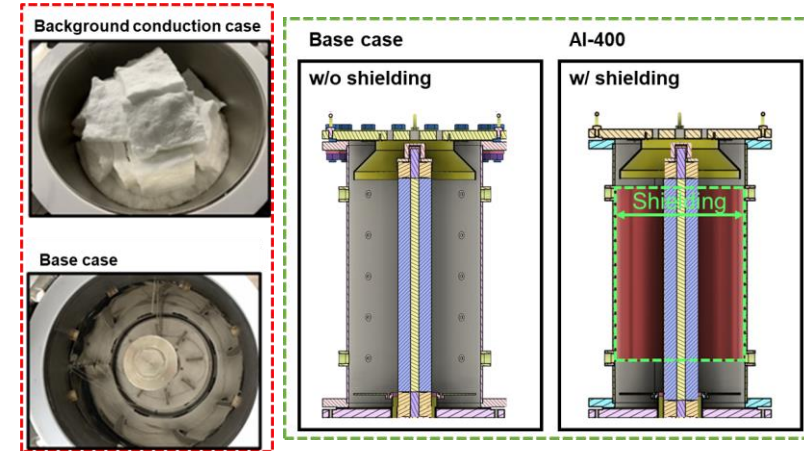 Background conduction case
Base case
Base case
w/o shielding
Al-400
w/ shielding
Shielding